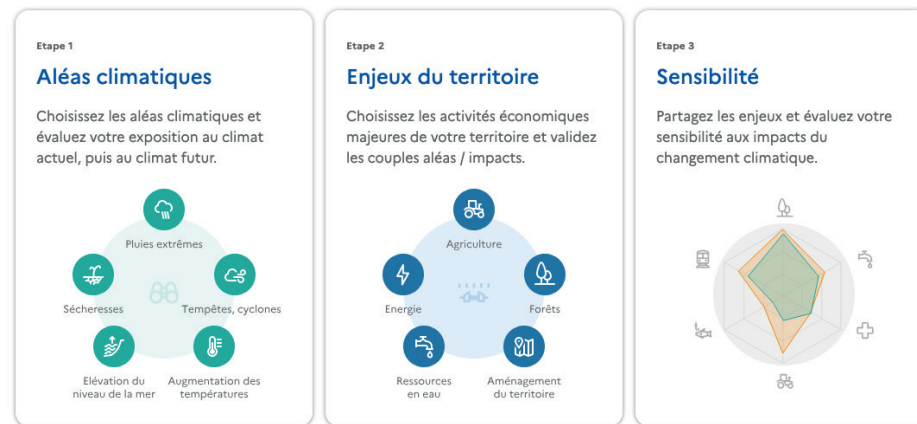 Etape 1
Aléas climatiques
Choisissez les aléas climatiques et
évaluez votre exposition au climat
actuel, puis au climat futur.
Pluies extrêmes
Sécheresses
Tempêtes, cyclones
Elévation du
niveau de la mer
Augmentation des
températures
Etape 2
Enjeux du territoire
Choisissez les activités économiques
majeures de votre territoire et validez
les couples aléas / impacts.
Agriculture
Energie
Forêts
Ressources
en eau
Aménagement
du territoire
Etape 3
Sensibilité
Partagez les enjeux et évaluez votre
sensibilité aux impacts du
changement climatique.